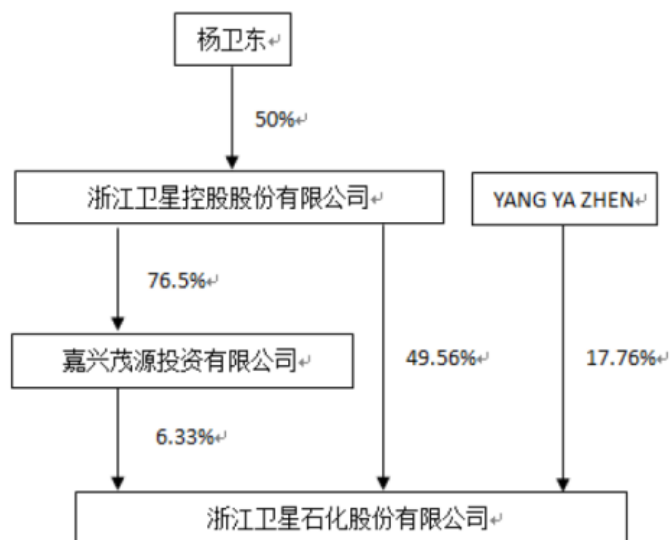 杨卫东
50%
浙江卫星控股股份有限公司
YANG YA ZHEN
76.5%
嘉兴茂源投资有限公司
49.56%
17.76%
6.33%
浙江卫星石化股份有限公司